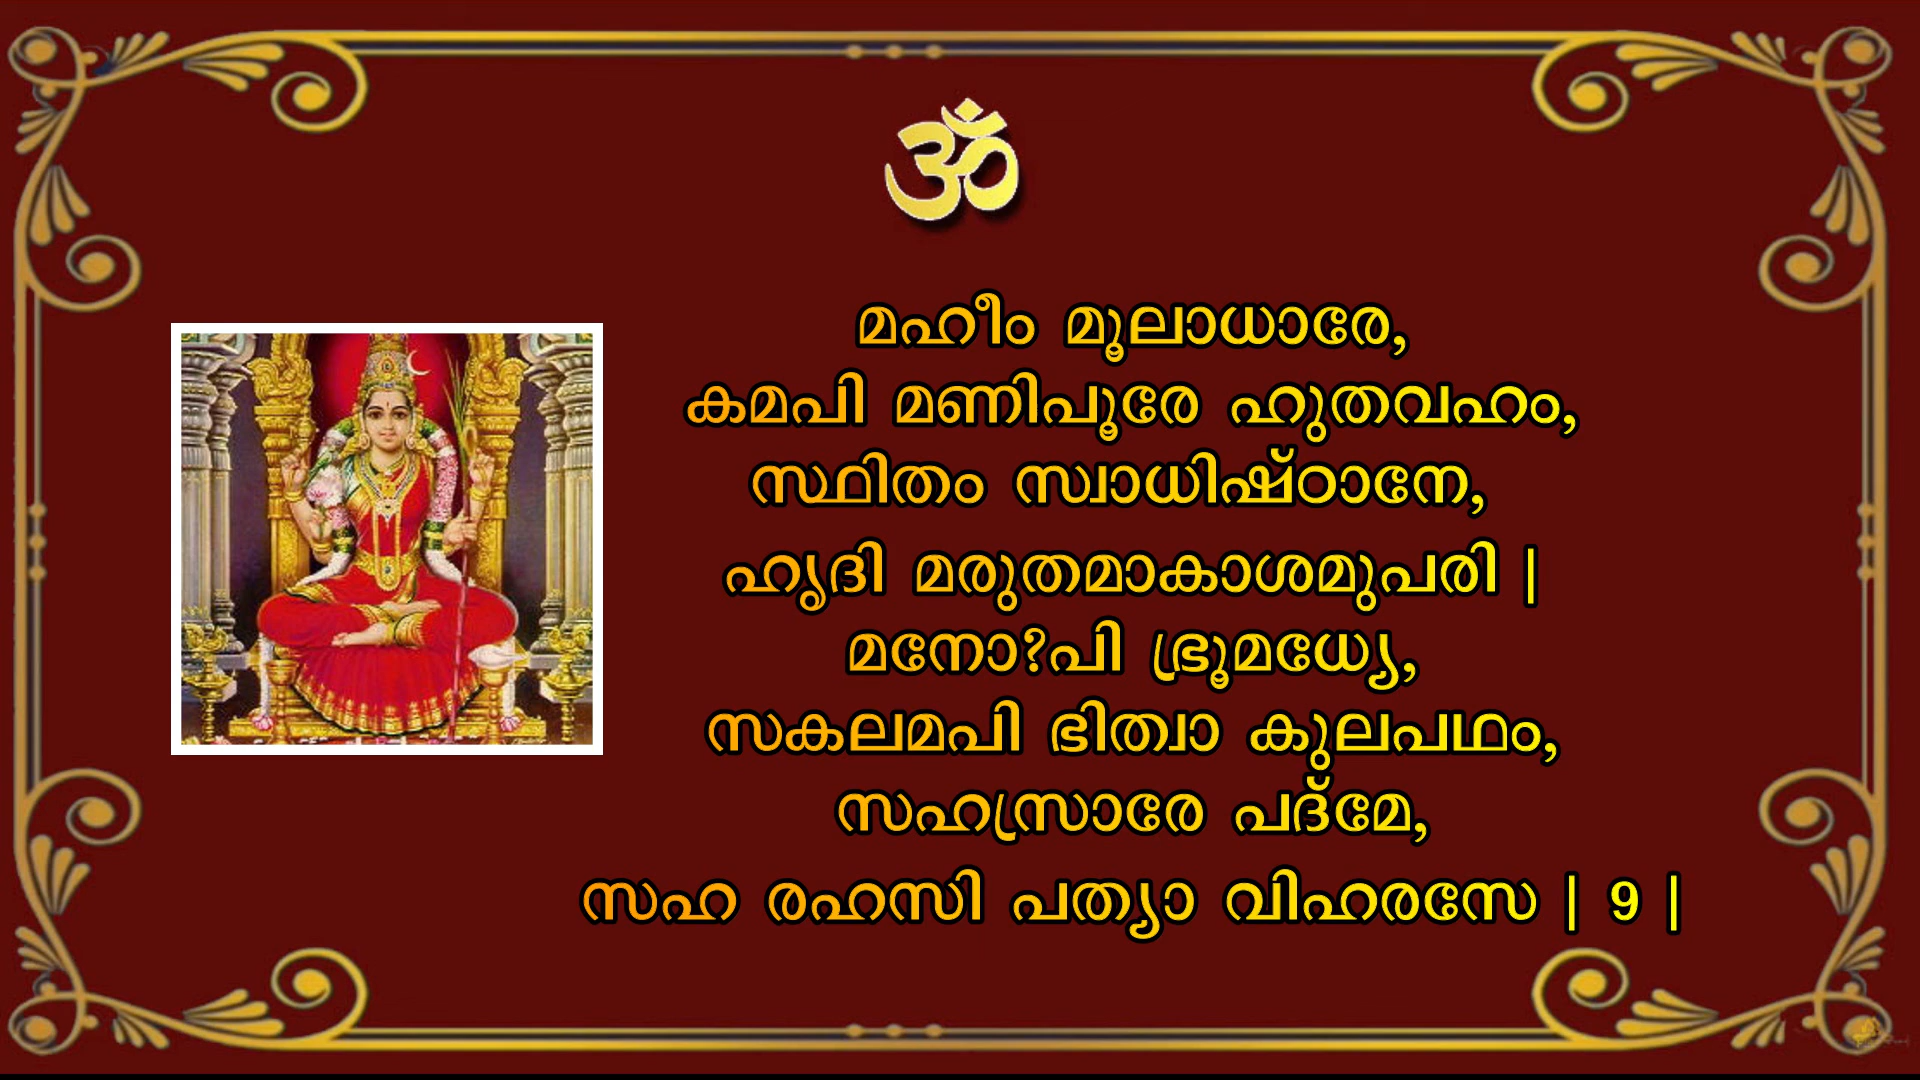 ॐ
മഹീം മൂലാധാരേ,
കമപി മണിപൂരേ ഹുതവഹം,
സ്ഥിതം സ്വാധിഷ്ഠാനേ,
ഹൃദി മരുതമാകാശമുപരി |
മനോ?പി ഭ്രൂമധ്യേ,
സകലമപി ഭിത്വാ കുലപഥം,
സഹസ്രാരേ പദ്മേ,
സഹ രഹസി പത്യാ വിഹരസേ | 9 |